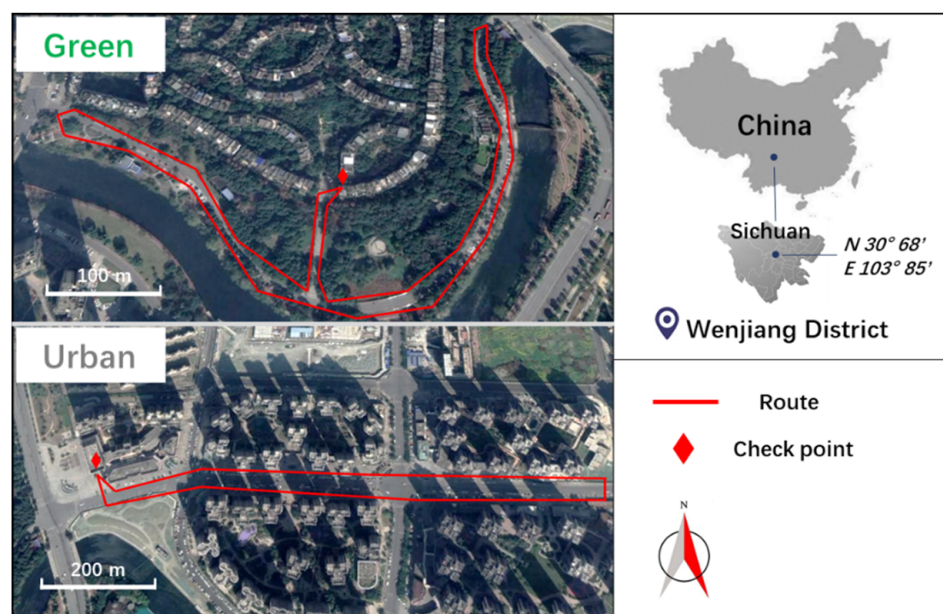 Green
100 m
Urban
200 m
China
Sichuan
N 30° 68’
E 103° 85’
Wenjiang District
Route
Check point
N